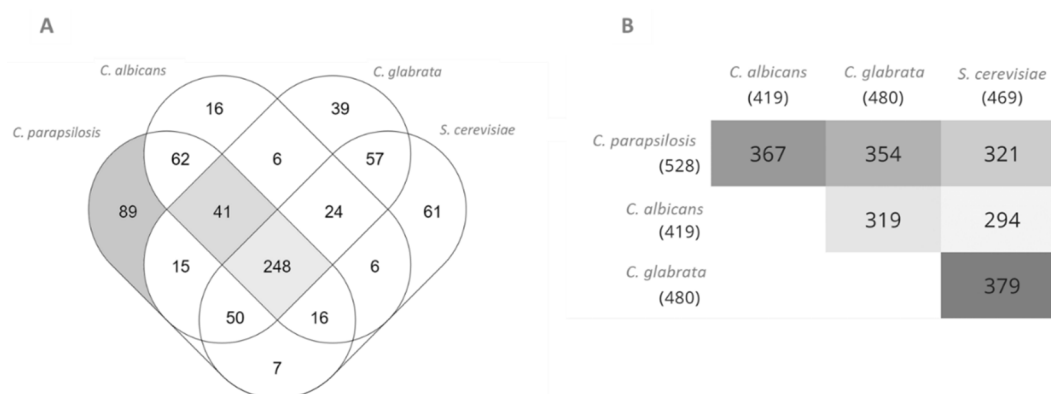 A
C. albicans
C. glabrata
C. parapsilosis
S. cerevisiae
16
39
62
6
57
89
41
24
61
15
248
6
50
16
7
B
C. albicans
C. glabrata
S. cerevisiae
(419)
(480)
(469)
C. parapsilosis
(528)
367
354
321
C. albicans
(419)
319
294
C. glabrata
(480)
379